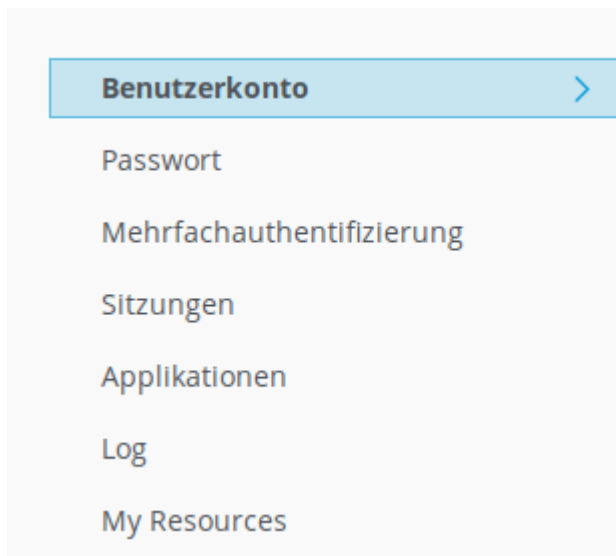 Benutzerkonto
Passwort
Mehrfachauthentifizierung
Sitzungen
Applikationen
Log
My Resources